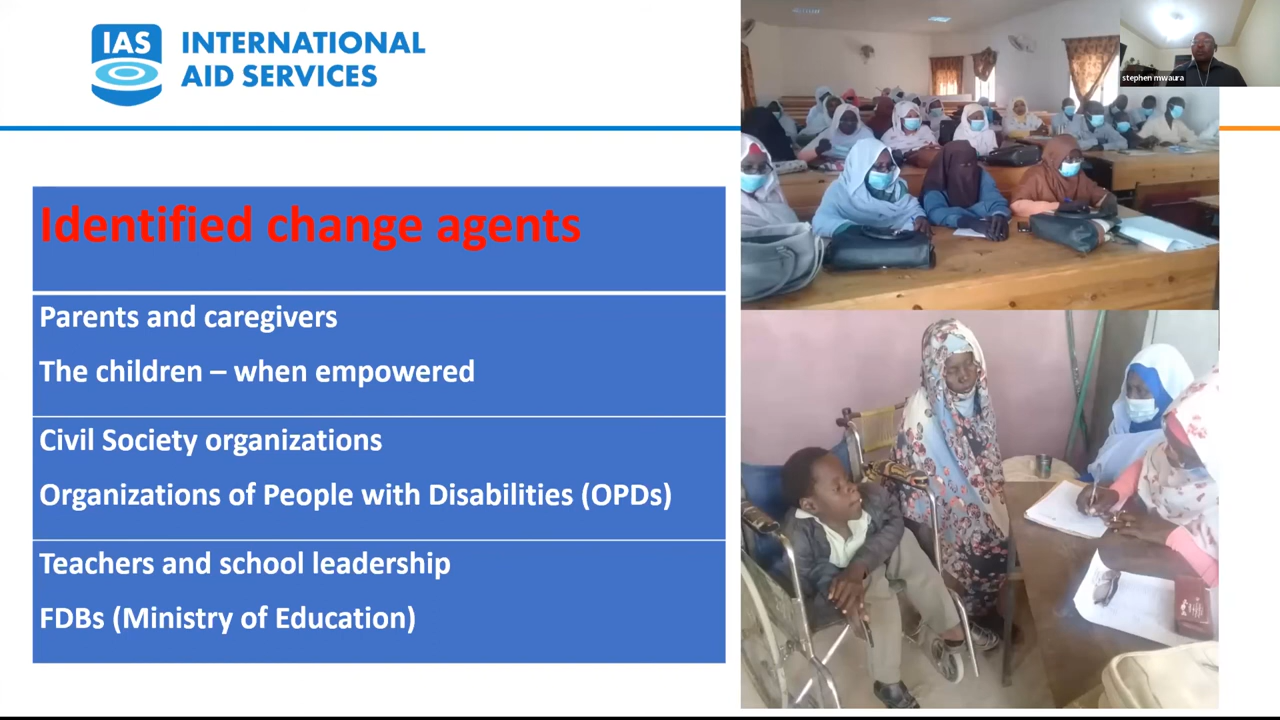 IAS
INTERNATIONAL
AID SERVICES
stephen mwaura
Identified change agents
Parents and caregivers
The children – when empowered
Civil Society organizations
Organizations of People with Disabilities (OPDs)
Teachers and school leadership
FDBs (Ministry of Education)